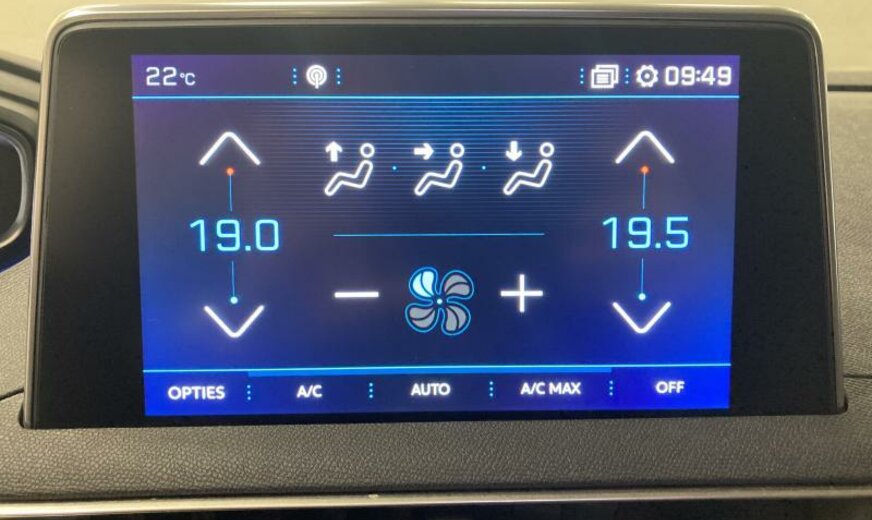 22°C 09:49
19.0 19.5
OPTIES A/C AUTO A/C MAX OFF